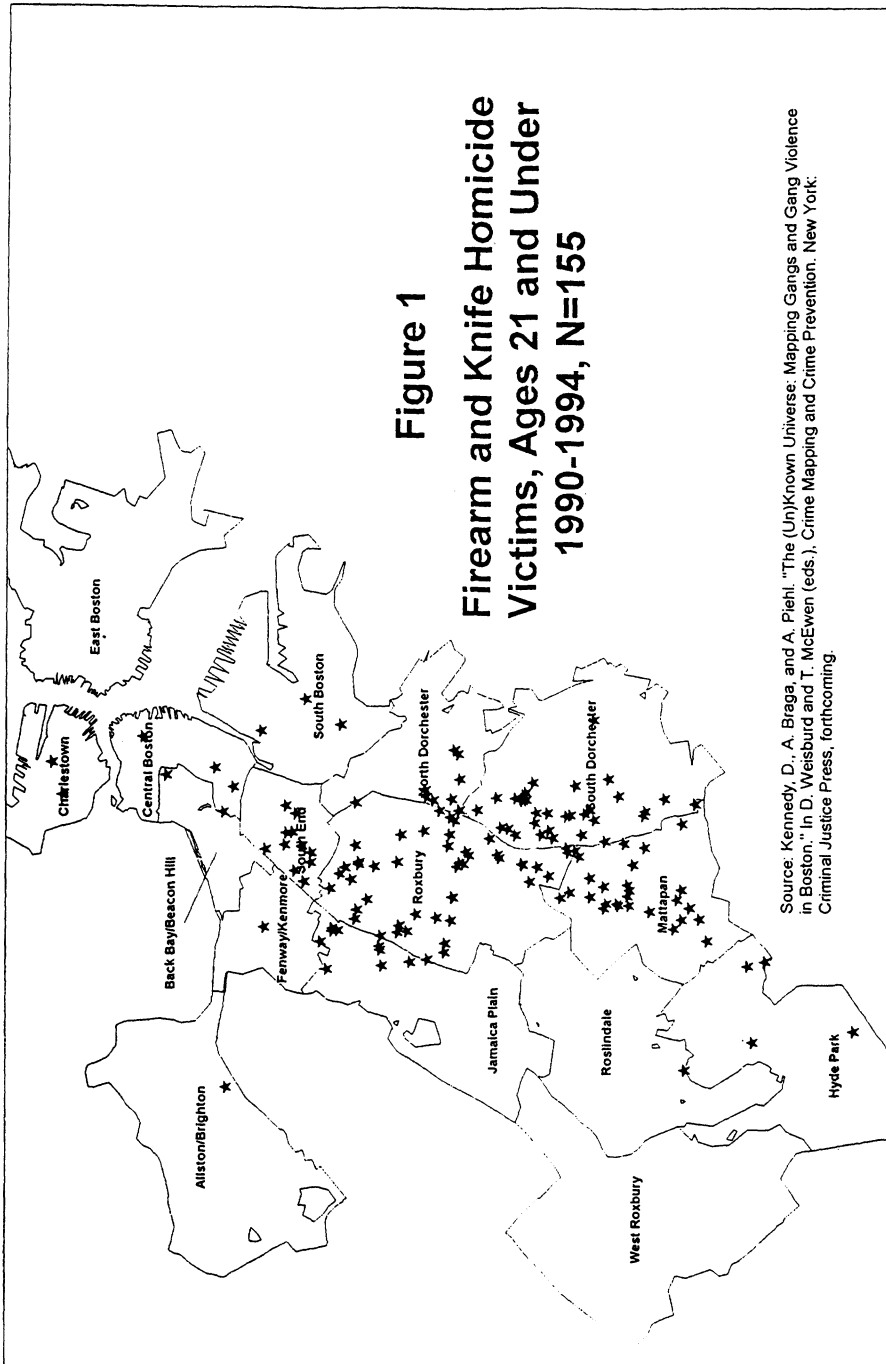 Figure 1
Firearm and Knife Homicide
Victims, Ages 21 and Under
1990-1994, N=155
East Boston
Charlestown
Central Boston
South Boston
Back Bay/Beacon Hill
South End
Fenway/Kenmore
Allston/Brighton
North Dorchester
Roxbury
Jamaica Plain
South Dorchester
Mattapan
Roslindale
West Roxbury
Hyde Park
Source: Kennedy, D., A. Braga, and A. Piehl. "The (Un)Known Universe: Mapping Gangs and Gang Violence
in Boston." In D. Weisburd and T. McEwen (eds.), Crime Mapping and Crime Prevention. New York:
Criminal Justice Press, forthcoming.